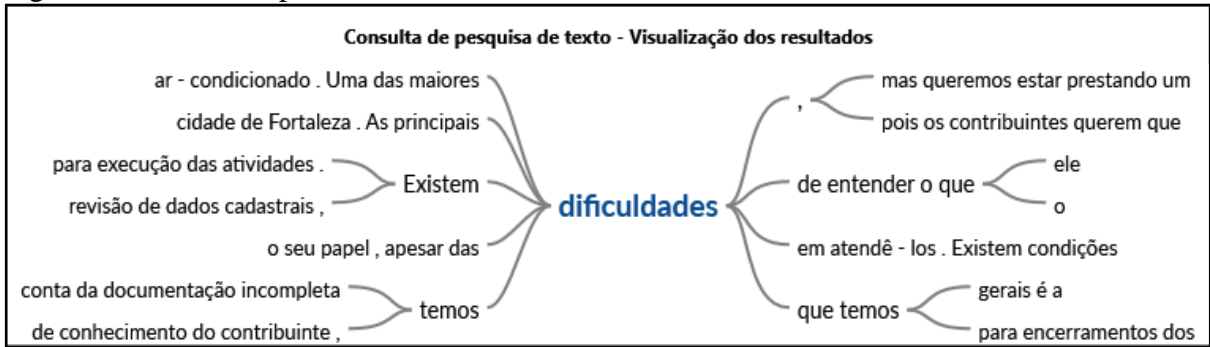 Consulta de pesquisa de texto - Visualização dos resultados
ar - condicionado . Uma das maiores
cidade de Fortaleza . As principais
para execução das atividades .
revisão de dados cadastrais ,
Existem
o seu papel , apesar das
conta da documentação incompleta
de conhecimento do contribuinte ,
temos
dificuldades
,
mas queremos estar prestando um
pois os contribuintes querem que
de entender o que
ele
o
em atendê - los . Existem condições
que temos
gerais é a
para encerramentos dos